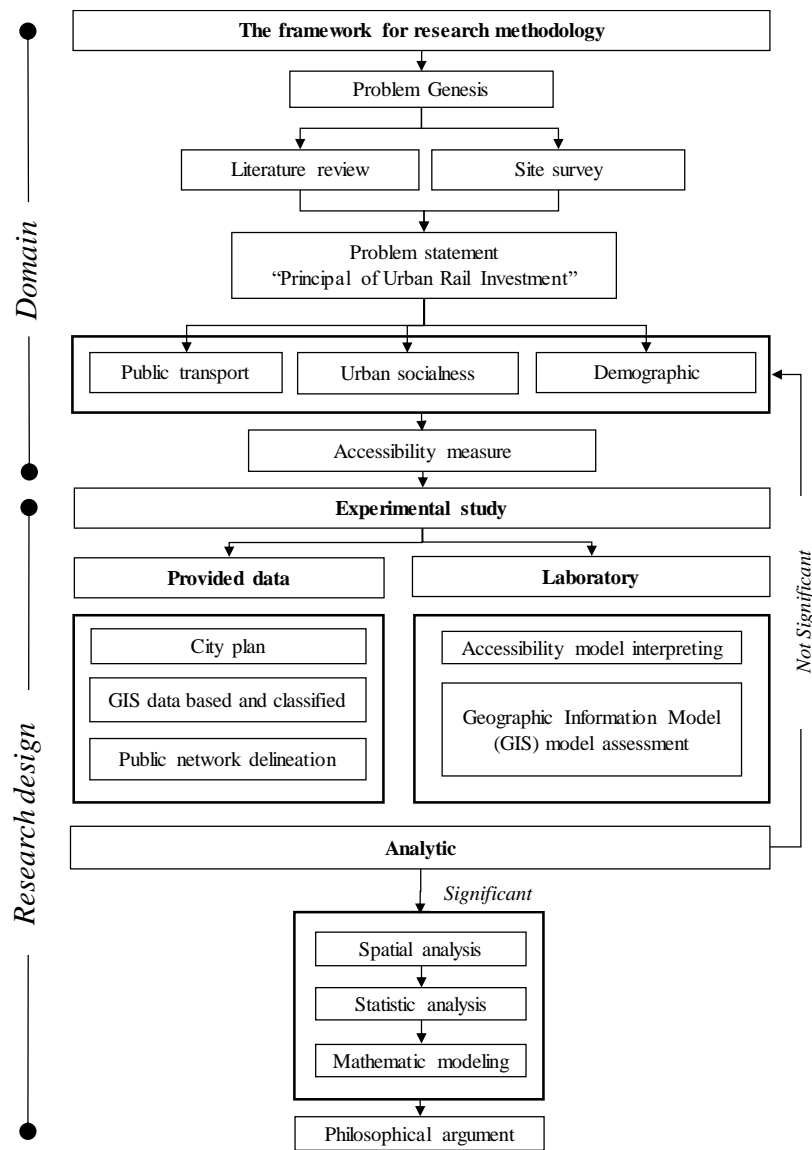 The framework for research methodology
Problem Genesis
Literature review
Site survey
Problem statement
“Principal of Urban Rail Investment”
Public transport
Urban socialness
Demographic
Accessibility measure
Domain
Experimental study
Provided data
Laboratory
City plan
GIS data based and classified
Public network delineation
Accessibility model interpreting
Geographic Information Model
(GIS) model assessment
Not Significant
Analytic
Significant
Spatial analysis
Statistic analysis
Mathematic modeling
Philosophical argument
Research design